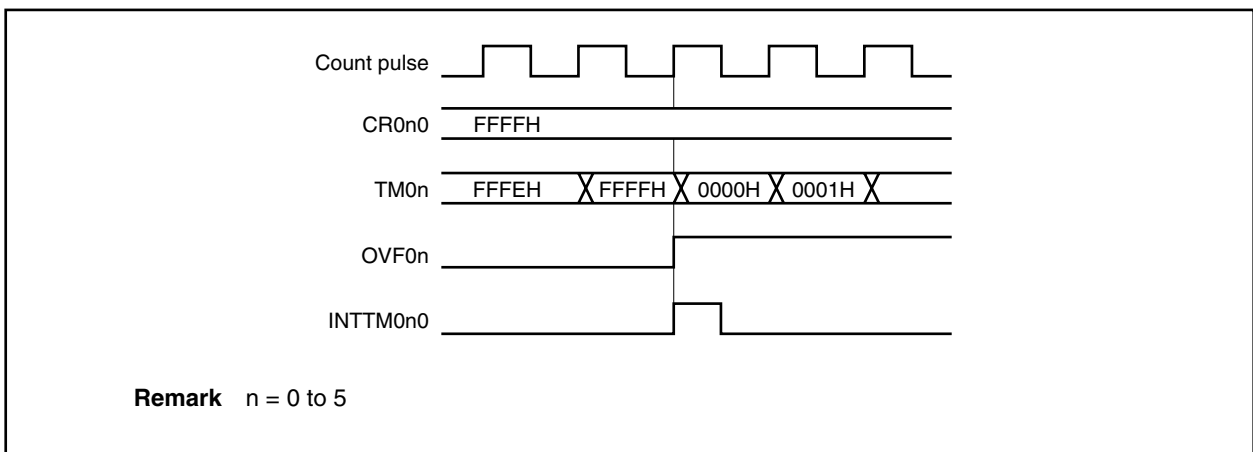 Count pulse
CR0n0 FFFFH
TM0n FFFEH FFFFH 0000H 0001H
OVF0n
INTTM0n0
Remark n = 0 to 5